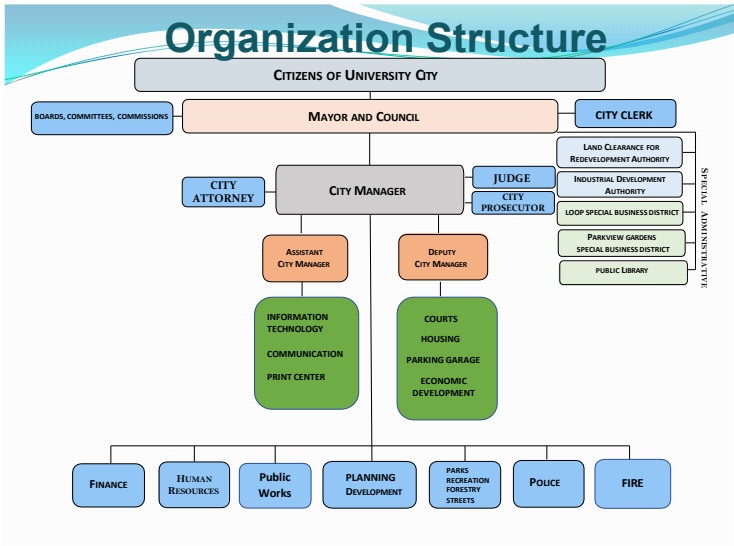 Organization Structure
CITIZENS OF UNIVERSITY CITY
BOARDS, COMMITTEES, COMMISSIONS
MAYOR AND COUNCIL
CITY CLERK
LAND CLEARANCE FOR
REDEVELOPMENT AUTHORITY
INDUSTRIAL DEVELOPMENT
AUTHORITY
LOOP SPECIAL BUSINESS DISTRICT
PARKVIEW GARDENS
SPECIAL BUSINESS DISTRICT
PUBLIC LIBRARY
SPECIAL ADMINISTRATIVE
CITY
ATTORNEY
CITY MANAGER
JUDGE
CITY
PROSECUTOR
ASSISTANT
CITY MANAGER
DEPUTY
CITY MANAGER
INFORMATION
TECHNOLOGY
COMMUNICATION
PRINT CENTER
COURTS
HOUSING
PARKING GARAGE
ECONOMIC
DEVELOPMENT
FINANCE
HUMAN
RESOURCES
Public
Works
PLANNING
DEVELOPMENT
PARKS
RECREATION
FORESTRY
STREETS
POLICE
FIRE